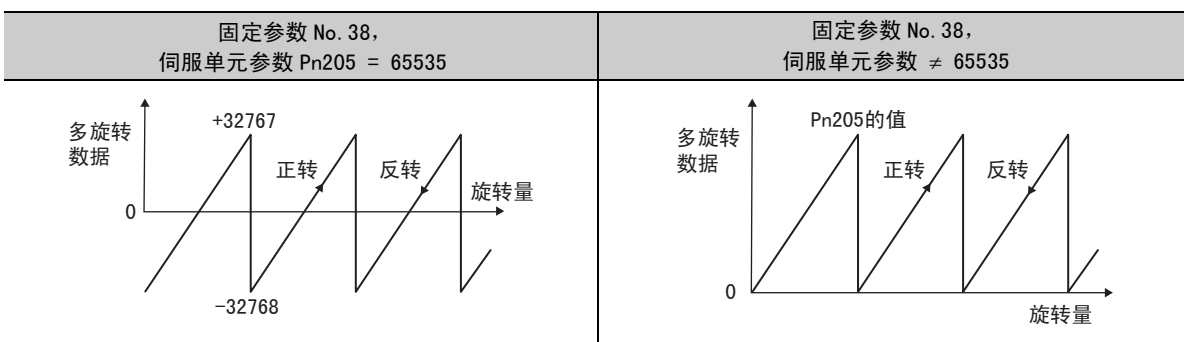 固定参数 No.38，
伺服单元参数 Pn205 = 65535
固定参数 No.38，
伺服单元参数 ≠ 65535
多旋转
数据
+32767
正转
反转
旋转量
0
-32768
多旋转
数据
Pn205的值
正转
反转
0
旋转量